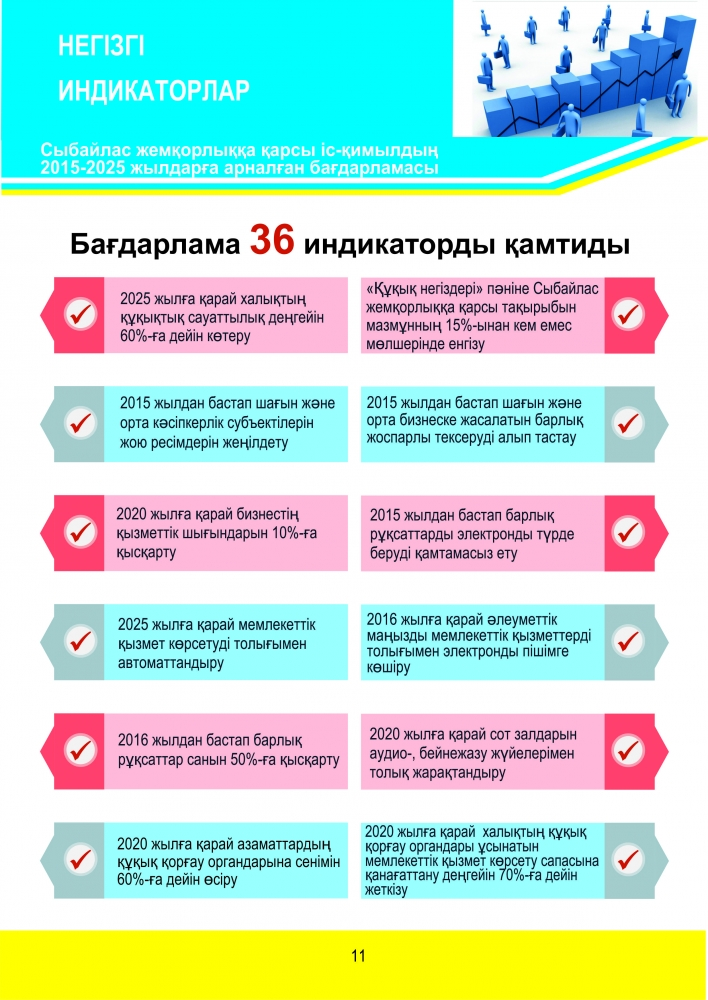 НЕГІЗГІ
ИНДИКАТОРЛАР
Сыбайлас жемқорлыққа қарсы іс-қимылдың
2015-2025 жылдарға арналған бағдарламасы
Бағдарлама 36 индикаторды қамтиды
2025 жылға қарай халықтың
құқықтық сауаттылық деңгейін
60%-ға дейін көтеру
«Құқық негіздері» пәніне Сыбайлас
жемқорлыққа қарсы тақырыбын
мазмұнның 15%-ынан кем емес
мөлшерінде енгізу
2015 жылдан бастап шағын және
орта кәсіпкерлік субъектілерін
жою ресімдерін жеңілдету
2015 жылдан бастап шағын және
орта бизнеске жасалатын барлық
жоспарлы тексеруді алып тастау
2020 жылға қарай бизнестің
қызметтік шығындарын 10%-ға
қысқарту
2015 жылдан бастап барлық
рұқсаттарды электронды түрде
беруді қамтамасыз ету
2025 жылға қарай мемлекеттік
қызмет көрсетуді толығымен
автоматтандыру
2016 жылға қарай әлеуметтік
маңызды мемлекеттік қызметтерді
толығымен электронды пішімге
көшіру
2016 жылдан бастап барлық
рұқсаттар санын 50%-ға қысқарту
2020 жылға қарай сот залдарын
аудио-, бейнежазу жүйелерімен
толық жарақтандыру
2020 жылға қарай азаматтардың
құқық қорғау органдарына сенімін
60%-ға дейін өсіру
2020 жылға қарай халықтың құқық
қорғау органдары ұсынатын
мемлекеттік қызмет көрсету сапасына
қанағаттану деңгейін 70%-ға дейін
жеткізу
11